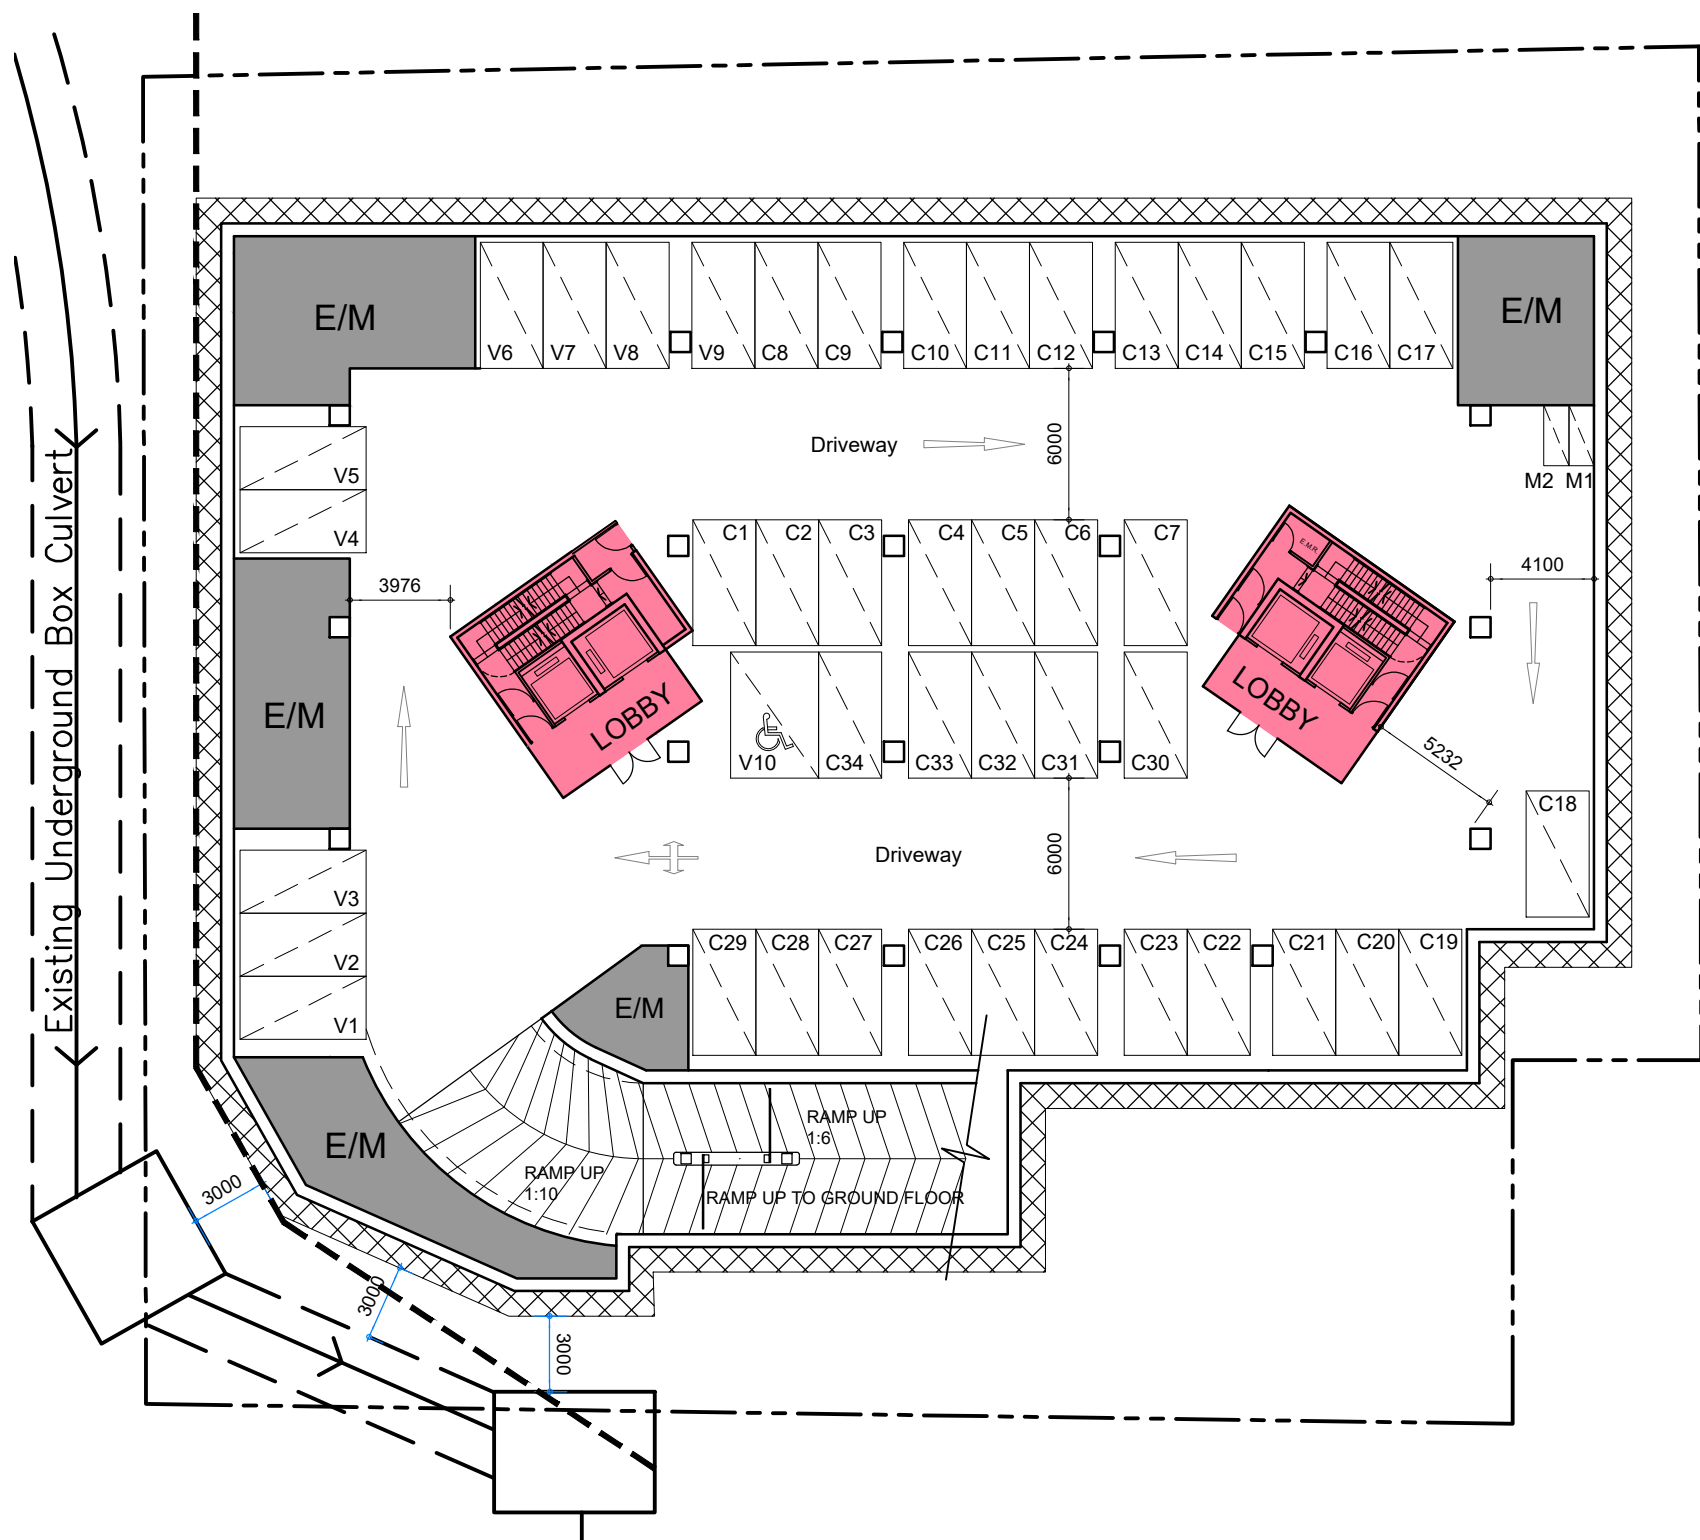 E/M
E/M
V6
V7
V8
V9
C8
C9
C10
C11
C12
C13
C14
C15
C16
C17
Driveway
6000
V5
V4
M2
M1
Existing Underground Box Culvert
C1
C2
C3
C4
C5
C6
C7
E.M.R.
3976
4100
E/M
LOBBY
LOBBY
V10
C34
C33
C32
C31
C30
5232
C18
Driveway
6000
V3
V2
V1
C29
C28
C27
C26
C25
C24
C23
C22
C21
C20
C19
E/M
E/M
RAMP UP
1:6
RAMP UP
1:10
RAMP UP TO GROUND FLOOR
3000
3000
3000